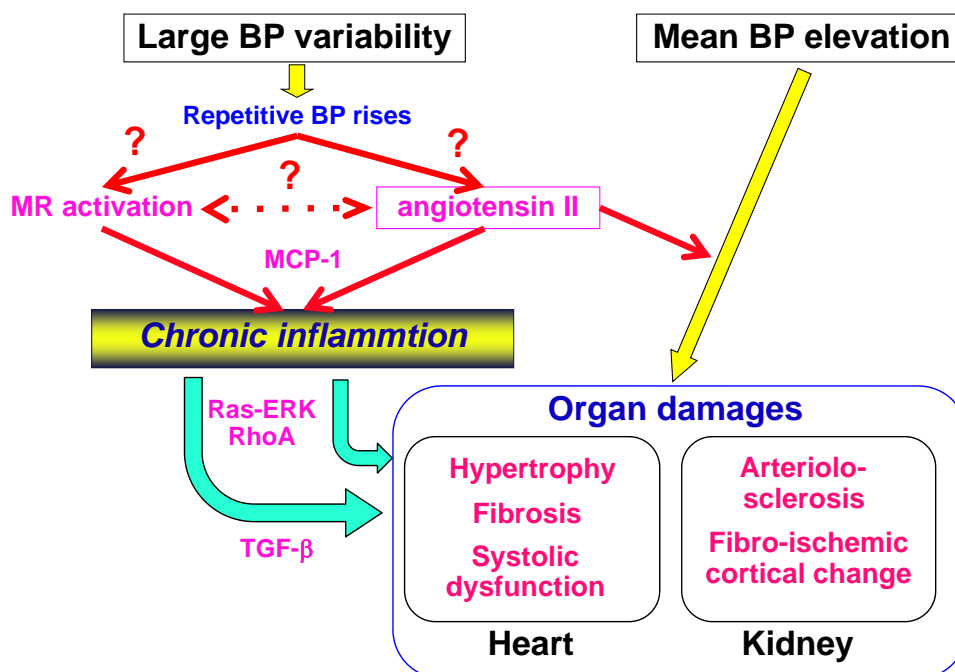 Large BP variability
Mean BP elevation
Repetitive BP rises
?
?
?
MR activation
angiotensin II
MCP-1
Chronic inflammtion
Ras-ERK
RhoA
TGF-β
Organ damages
Hypertrophy
Fibrosis
Systolic
dysfunction
Heart
Arteriolo-
sclerosis
Fibro-ischemic
cortical change
Kidney